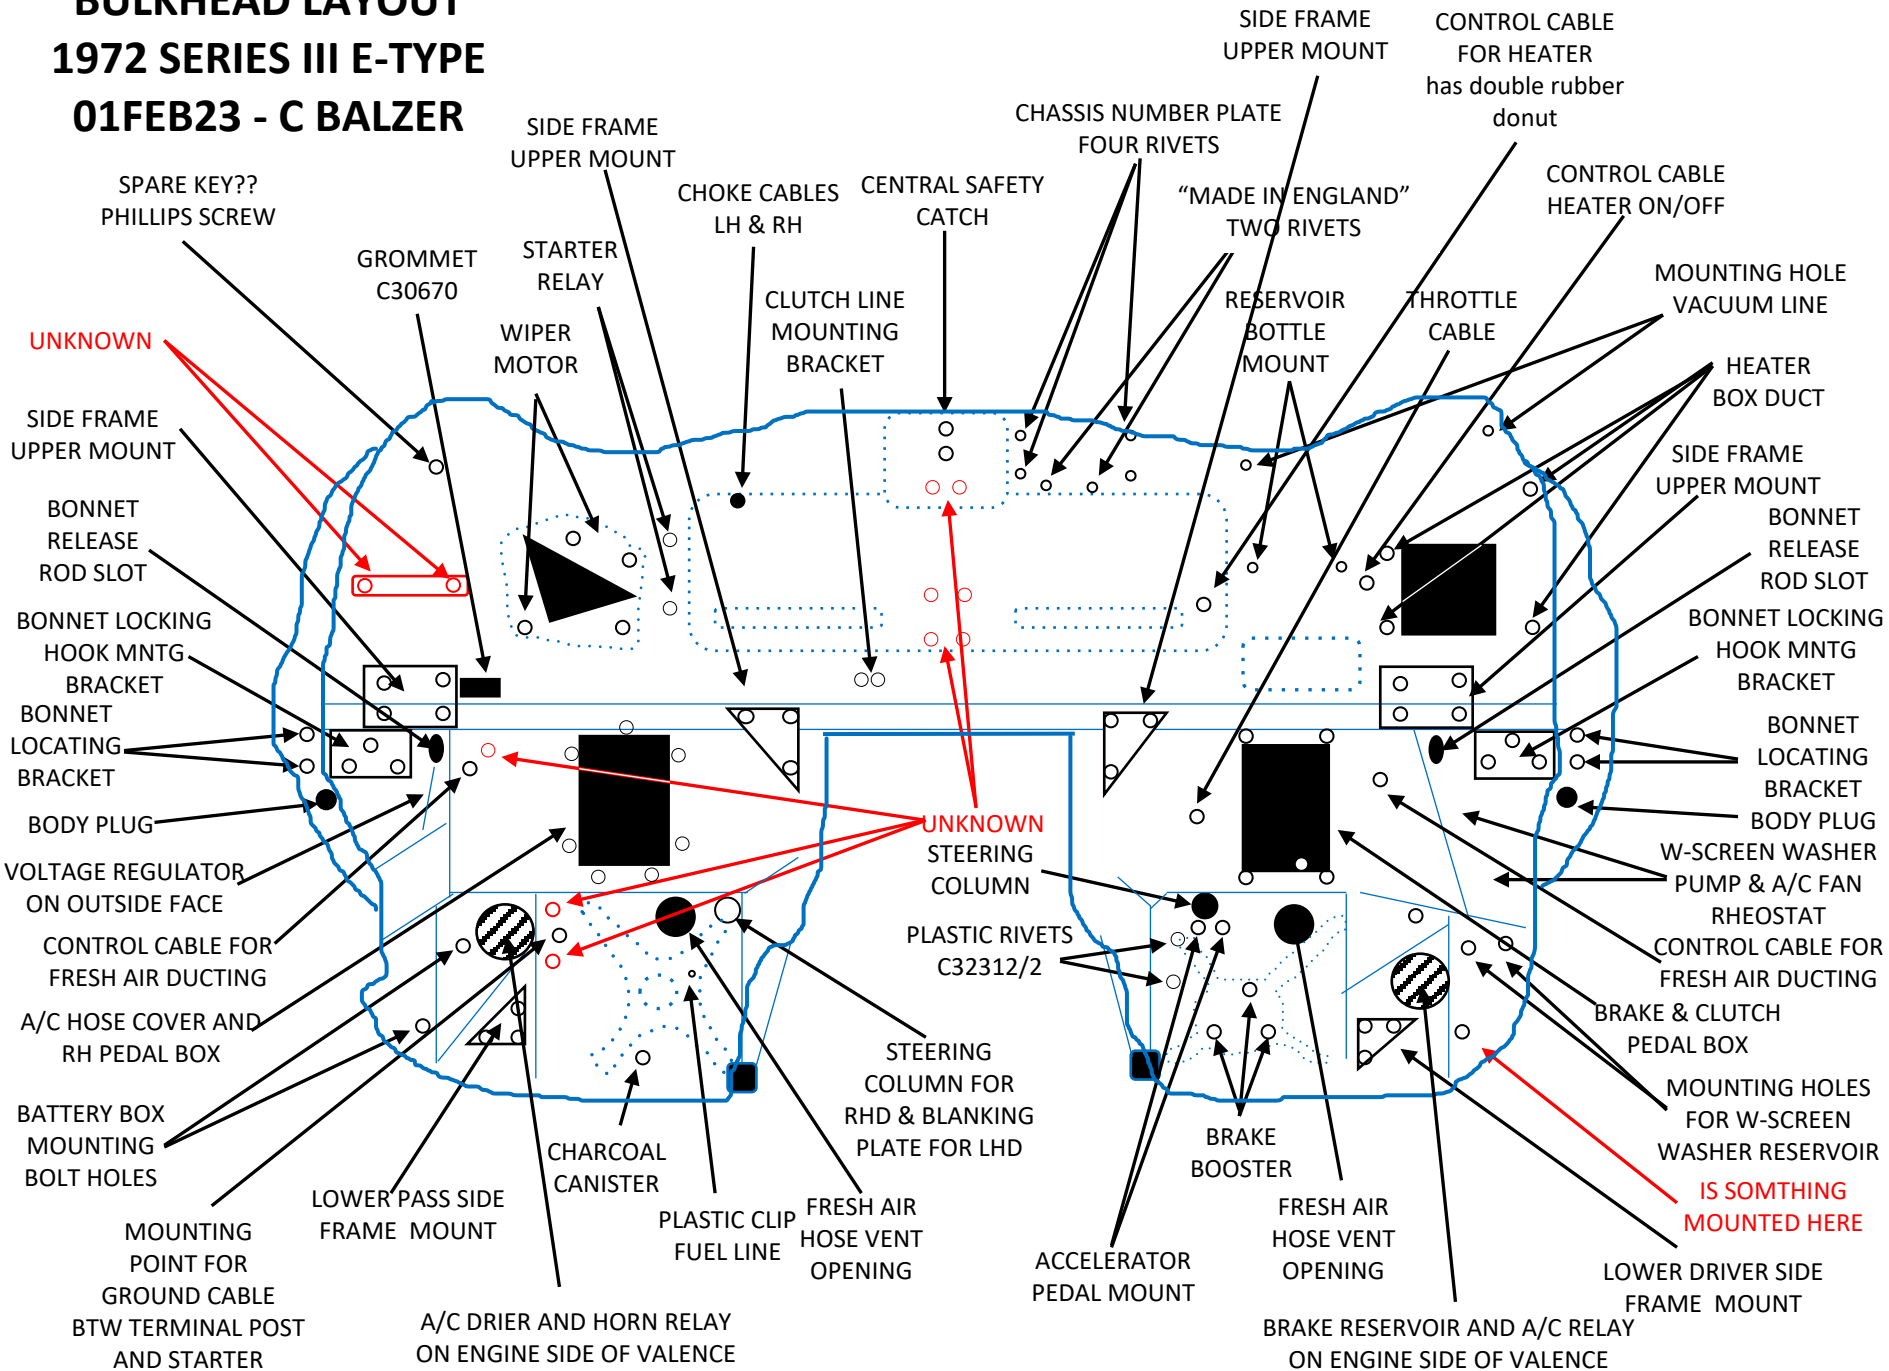 BULKHEAD LAYOUT
1972 SERIES III E-TYPE
01FEB23 - C BALZER
SIDE FRAME
UPPER MOUNT
CONTROL CABLE
FOR HEATER
has double rubber
donut
CHASSIS NUMBER PLATE
FOUR RIVETS
SIDE FRAME
UPPER MOUNT
SPARE KEY??
PHILLIPS SCREW
CHOKE CABLES
LH & RH
CENTRAL SAFETY
CATCH
"MADE IN ENGLAND"
TWO RIVETS
CONTROL CABLE
HEATER ON/OFF
GROMMET
C30670
STARTER
RELAY
WIPER
MOTOR
CLUTCH LINE
MOUNTING
BRACKET
RESERVOIR
BOTTLE
MOUNT
THROTTLE
CABLE
MOUNTING HOLE
VACUUM LINE
UNKNOWN
HEATER
BOX DUCT
SIDE FRAME
UPPER MOUNT
SIDE FRAME
UPPER MOUNT
BONNET
RELEASE
ROD SLOT
BONNET
RELEASE
ROD SLOT
BONNET LOCKING
HOOK MNTG
BRACKET
BONNET LOCKING
HOOK MNTG
BRACKET
BONNET
LOCATING
BRACKET
BONNET
LOCATING
BRACKET
BODY PLUG
BODY PLUG
UNKNOWN
STEERING
COLUMN
VOLTAGE REGULATOR
ON OUTSIDE FACE
W-SCREEN WASHER
PUMP & A/C FAN
RHEOSTAT
CONTROL CABLE FOR
FRESH AIR DUCTING
PLASTIC RIVETS
C32312/2
CONTROL CABLE FOR
FRESH AIR DUCTING
A/C HOSE COVER AND
RH PEDAL BOX
BRAKE & CLUTCH
PEDAL BOX
STEERING
COLUMN FOR
RHD & BLANKING
PLATE FOR LHD
BATTERY BOX
MOUNTING
BOLT HOLES
MOUNTING HOLES
FOR W-SCREEN
WASHER RESERVOIR
CHARCOAL
CANISTER
BRAKE
BOOSTER
LOWER PASS SIDE
FRAME MOUNT
PLASTIC CLIP
FUEL LINE
FRESH AIR
HOSE VENT
OPENING
FRESH AIR
HOSE VENT
OPENING
IS SOMTHING
MOUNTED HERE
MOUNTING
POINT FOR
GROUND CABLE
BTW TERMINAL POST
AND STARTER
ACCELERATOR
PEDAL MOUNT
LOWER DRIVER SIDE
FRAME MOUNT
A/C DRIER AND HORN RELAY
ON ENGINE SIDE OF VALENCE
BRAKE RESERVOIR AND A/C RELAY
ON ENGINE SIDE OF VALENCE